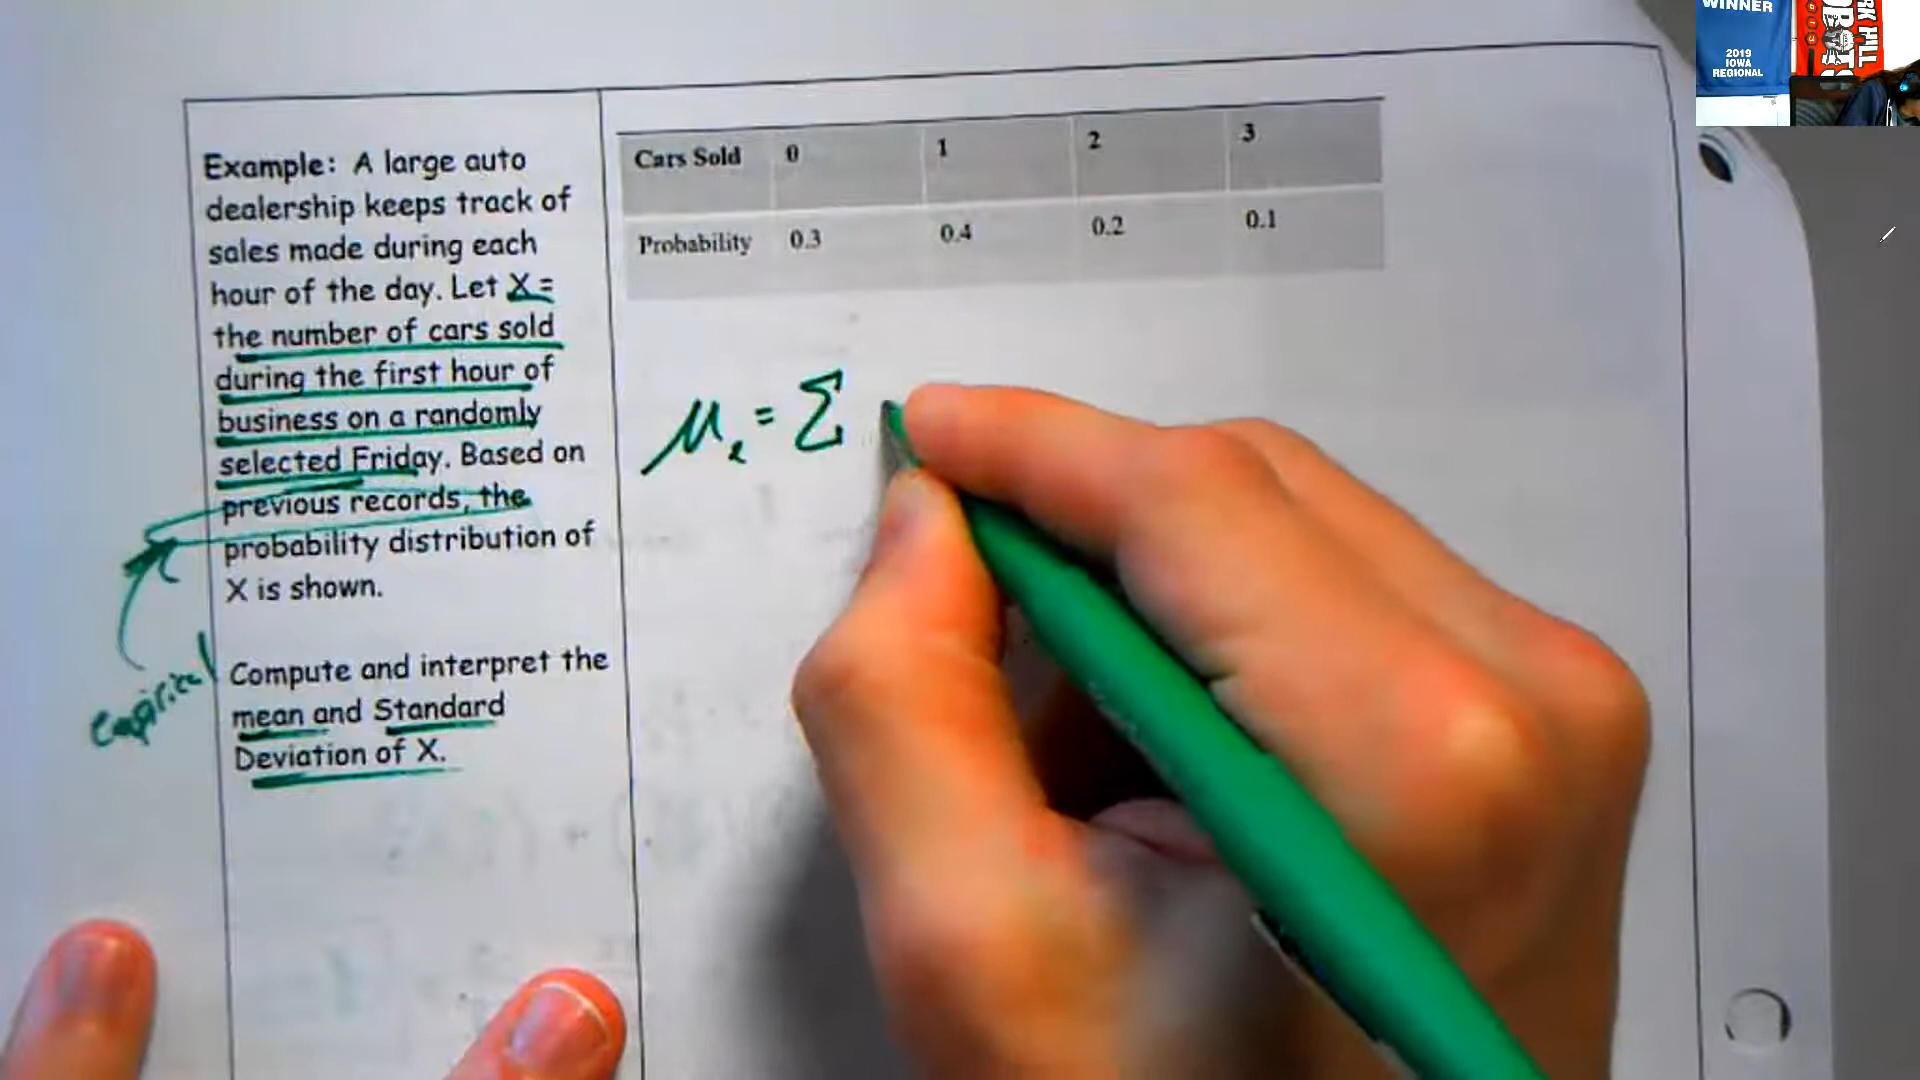 WINNER
2019
IOWA
REGIONAL
Example: A large auto
dealership keeps track of
sales made during each
hour of the day. Let X =
the number of cars sold
during the first hour of
business on a randomly
selected Friday. Based on
previous records, the
probability distribution of
X is shown.
Empirical
Compute and interpret the
mean and Standard
Deviation of X.
Cars Sold 0 1 2 3
Probability 0.3 0.4 0.2 0.1
μₓ = Σ